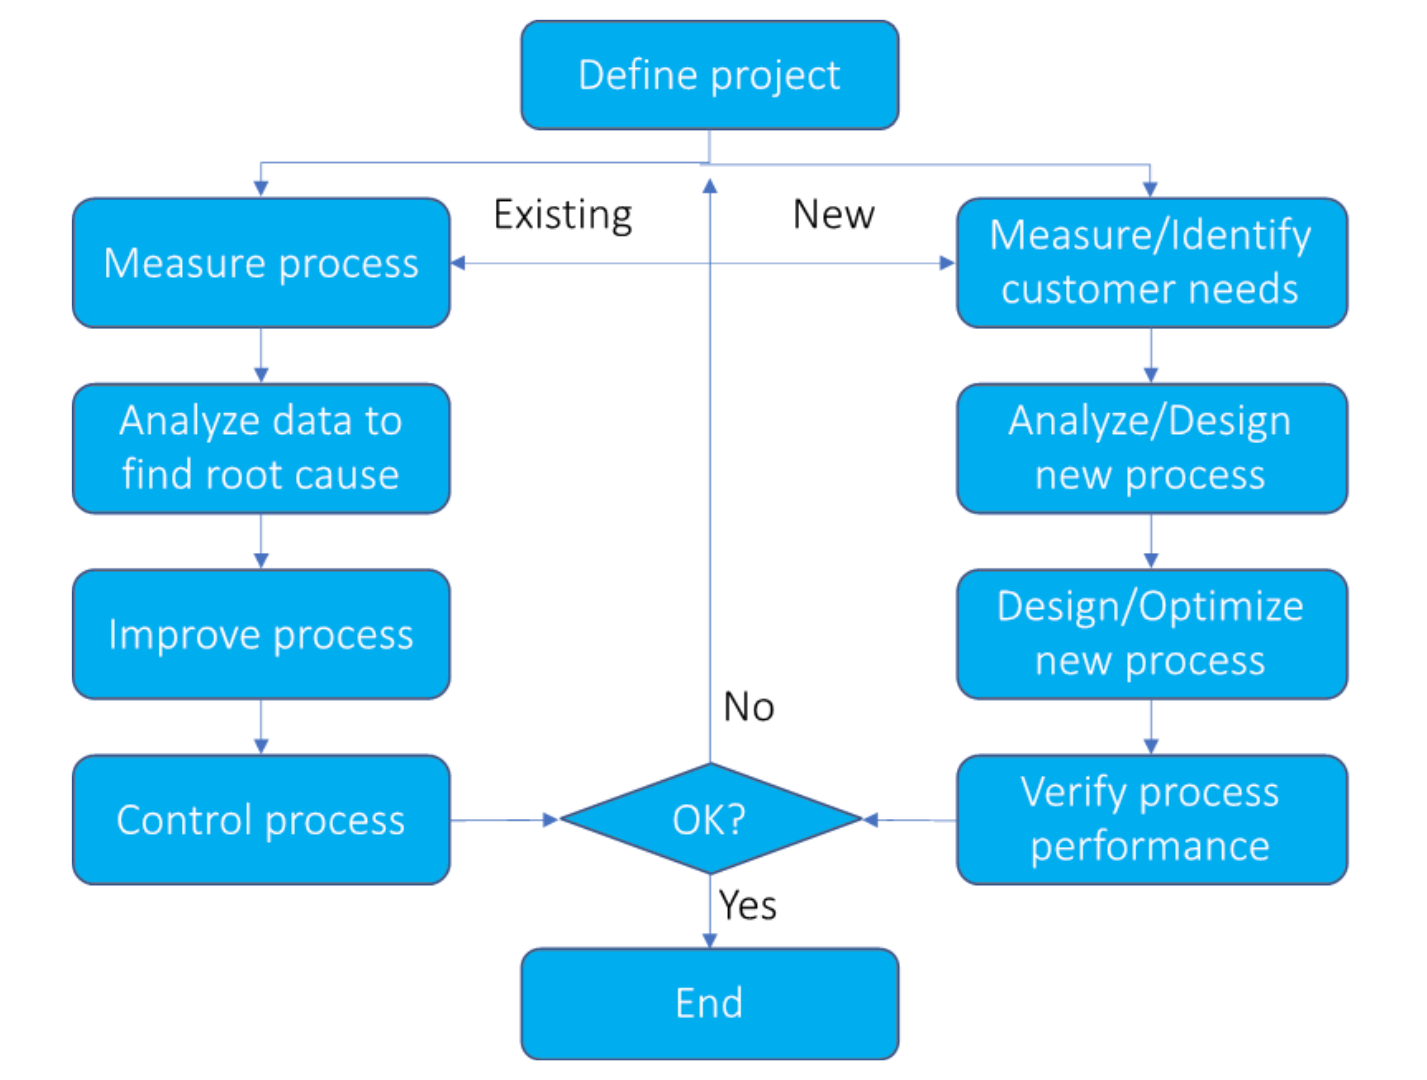 Define project
Existing
New
Measure process
Measure/Identify
customer needs
Analyze data to
find root cause
Analyze/Design
new process
Improve process
Design/Optimize
new process
No
Control process
OK?
Verify process
performance
Yes
End